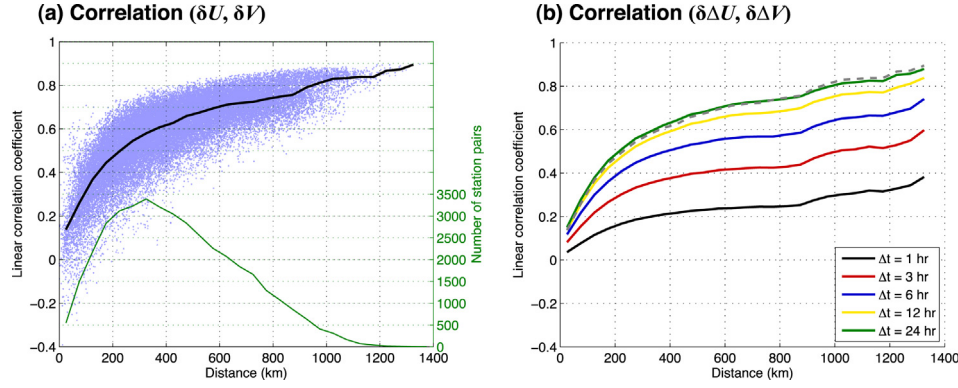 (a) Correlation (δU, δV)
Linear correlation coefficient
1
0.8
0.6
0.4
0.2
0
−0.2
−0.4
3500
3000
2500
2000
1500
1000
500
0
Number of station pairs
0 200 400 600 800 1000 1200 1400
Distance (km)
(b) Correlation (δΔU, δΔV)
Linear correlation coefficient
1
0.8
0.6
0.4
0.2
0
−0.2
−0.4
Δt = 1 hr
Δt = 3 hr
Δt = 6 hr
Δt = 12 hr
Δt = 24 hr
0 200 400 600 800 1000 1200 1400
Distance (km)